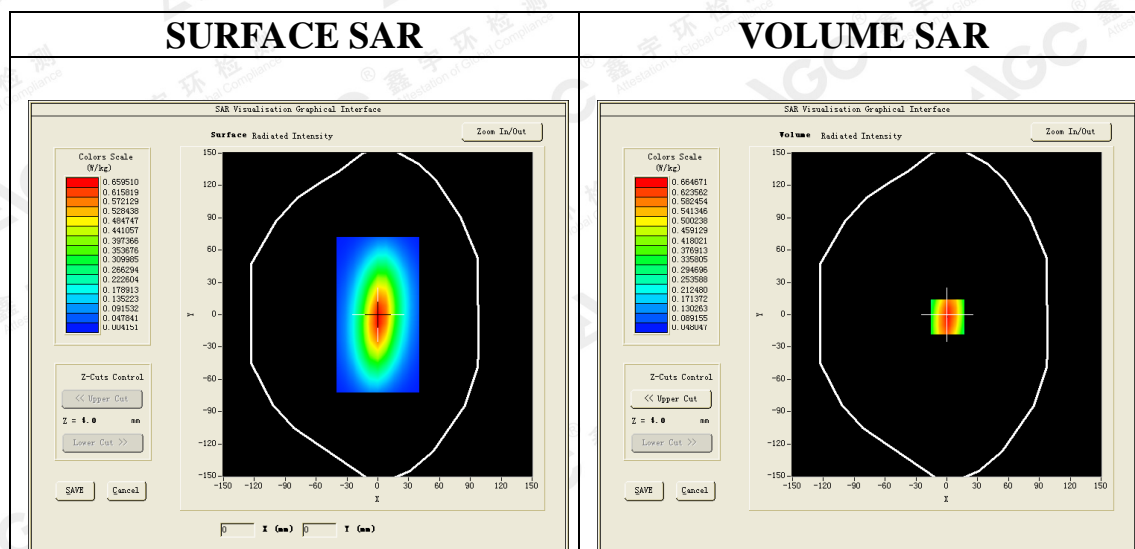 SURFACE SAR
VOLUME SAR
SAR Visualisation Graphical Interface
Surface Radiated Intensity
Zoom In/Out
Colors Scale
(W/kg)
0.659510
0.615819
0.572129
0.528438
0.484747
0.441057
0.397366
0.353676
0.309985
0.266294
0.222604
0.178913
0.135223
0.091532
0.047841
0.004151
150
120
90
60
30
0
-30
-60
-90
-120
-150
Y
-150 -120 -90 -60 -30 0 30 60 90 120 150
X
Z-Cuts Control
<< Upper Cut
Z = 4.0 mm
Lower Cut >>
SAVE Cancel
0 X (mm) 0 Y (mm)
SAR Visualisation Graphical Interface
Volume Radiated Intensity
Zoom In/Out
Colors Scale
(W/kg)
0.664671
0.623562
0.582454
0.541346
0.500238
0.459129
0.418021
0.376913
0.335805
0.294696
0.253588
0.212480
0.171372
0.130263
0.089155
0.048047
150
120
90
60
30
0
-30
-60
-90
-120
-150
Y
-150 -120 -90 -60 -30 0 30 60 90 120 150
X
Z-Cuts Control
<< Upper Cut
Z = 4.0 mm
Lower Cut >>
SAVE Cancel